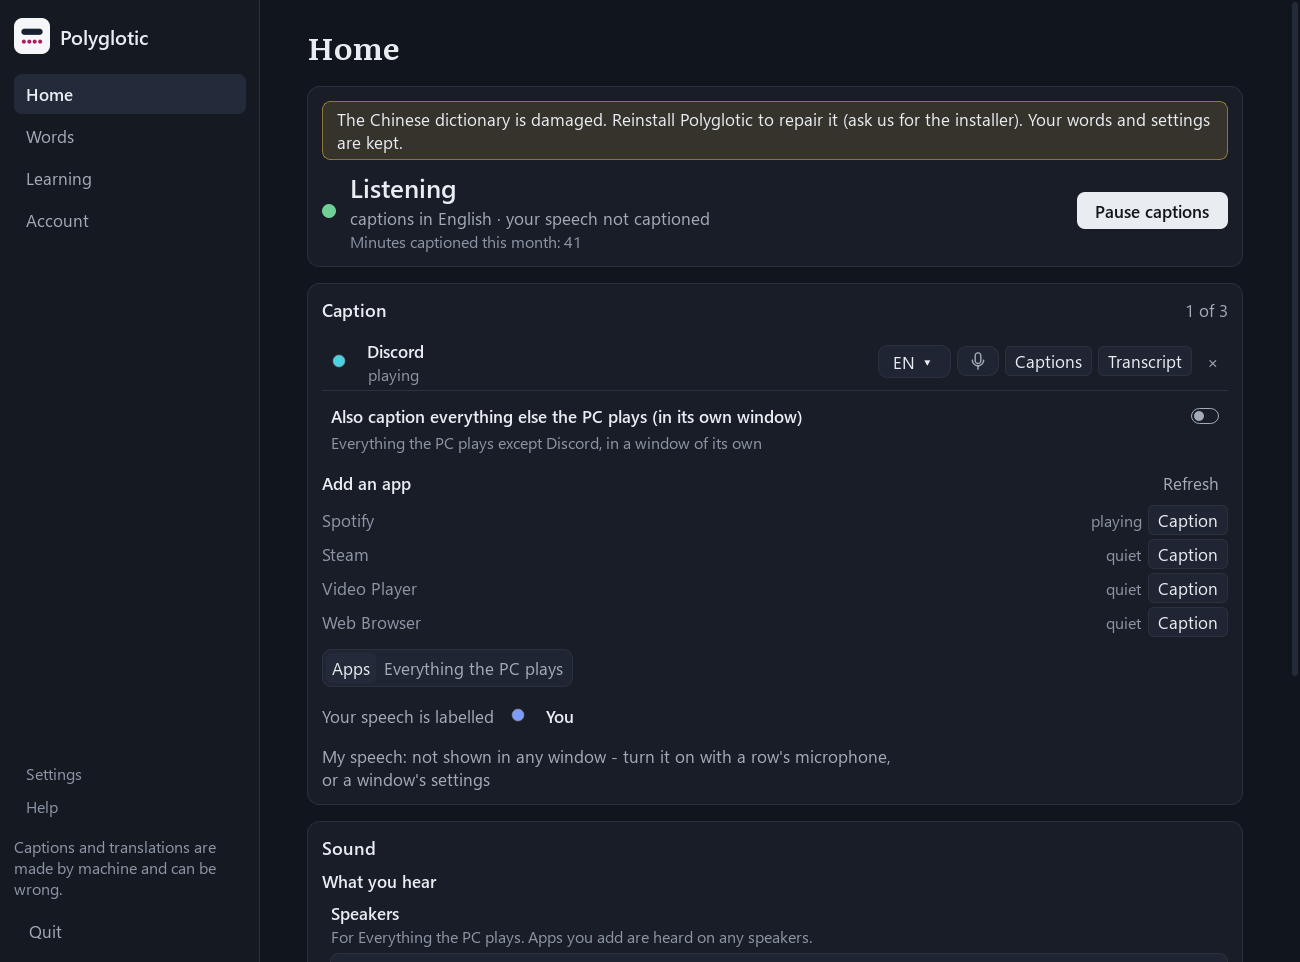 Polyglotic
Home
Words
Learning
Account
Settings
Help
Captions and translations are
made by machine and can be
wrong.
Quit
Home
The Chinese dictionary is damaged. Reinstall Polyglotic to repair it (ask us for the installer). Your words and settings
are kept.
Listening
captions in English · your speech not captioned
Minutes captioned this month: 41
Pause captions
Caption
1 of 3
Discord
playing
EN ▾
Captions
Transcript
×
Also caption everything else the PC plays (in its own window)
Everything the PC plays except Discord, in a window of its own
Add an app
Refresh
Spotify
playing
Caption
Steam
quiet
Caption
Video Player
quiet
Caption
Web Browser
quiet
Caption
Apps
Everything the PC plays
Your speech is labelled
You
My speech: not shown in any window - turn it on with a row's microphone,
or a window's settings
Sound
What you hear
Speakers
For Everything the PC plays. Apps you add are heard on any speakers.